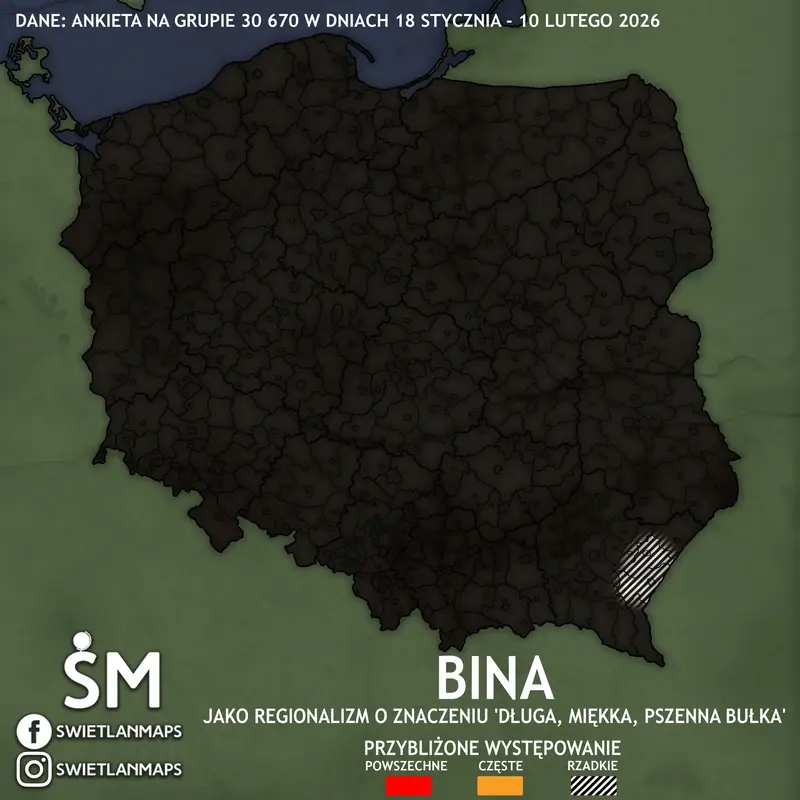 DANE: ANKIETA NA GRUPIE 30 670 W DNIACH 18 STYCZNIA - 10 LUTEGO 2026
ŚM
SWIETLANMAPS
SWIETLANMAPS
BINA
JAKO REGIONALIZM O ZNACZENIU 'DŁUGA, MIĘKKA, PSZENNA BUŁKA'
PRZYBLIŻONE WYSTĘPOWANIE
POWSZECHNE CZĘSTE RZADKIE